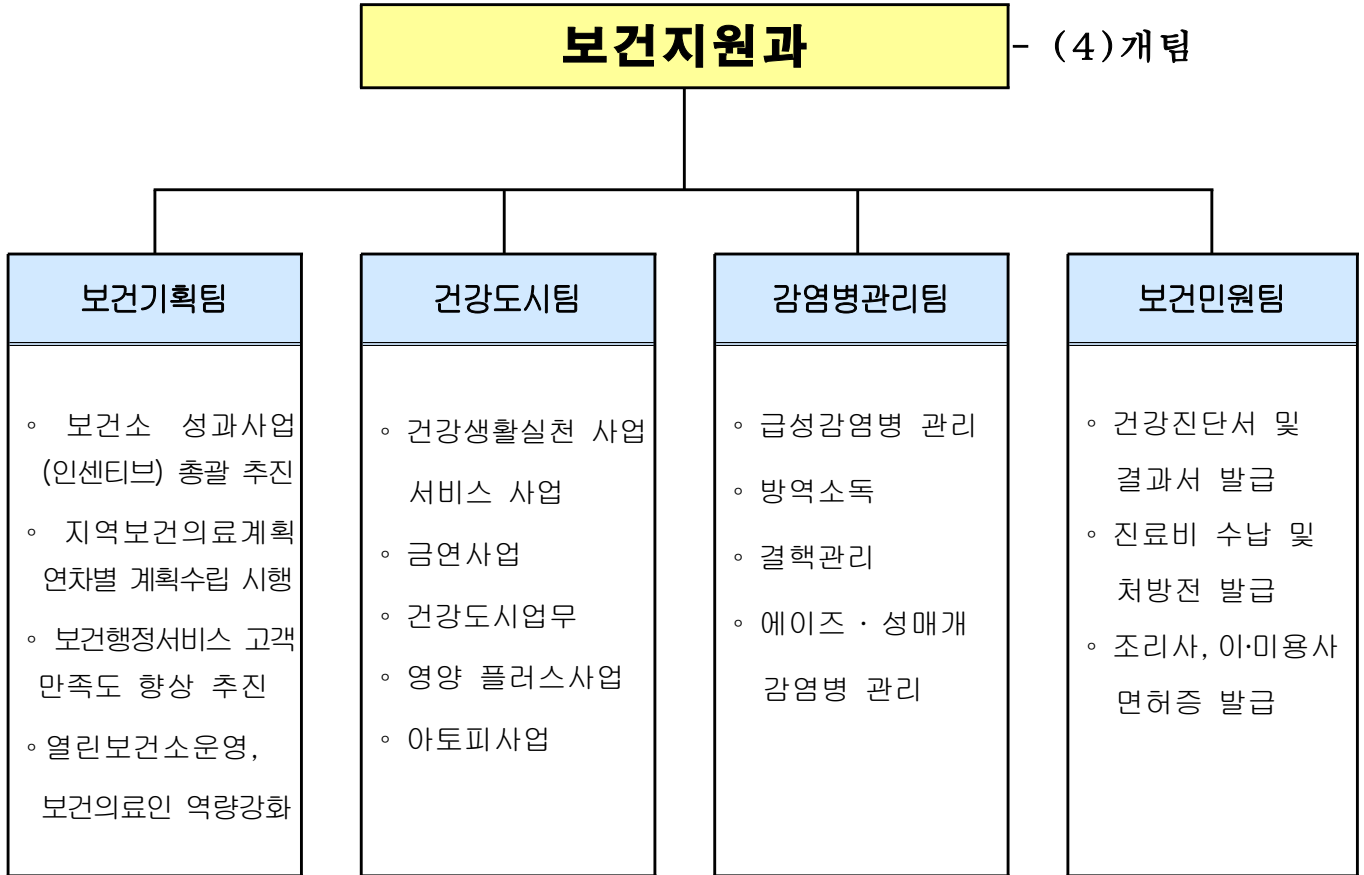 보건지원과
- (4)개팀
보건기획팀
◦ 보건소 성과사업
(인센티브) 총괄 추진
◦ 지역보건의료계획
연차별 계획수립 시행
◦ 보건행정서비스 고객
만족도 향상 추진
◦ 열린보건소운영,
보건의료인 역량강화
건강도시팀
◦ 건강생활실천 사업
서비스 사업
◦ 금연사업
◦ 건강도시업무
◦ 영양 플러스사업
◦ 아토피사업
감염병관리팀
◦ 급성감염병 관리
◦ 방역소독
◦ 결핵관리
◦ 에이즈 · 성매개
감염병 관리
보건민원팀
◦ 건강진단서 및
결과서 발급
◦ 진료비 수납 및
처방전 발급
◦ 조리사, 이·미용사
면허증 발급